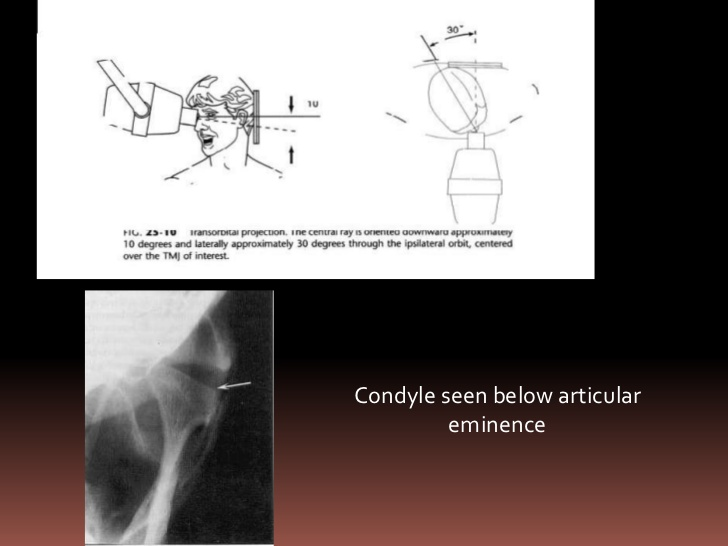 30°
10
FIG. 25-10 Transorbital projection. The central ray is oriented downward approximately
10 degrees and laterally approximately 30 degrees through the ipsilateral orbit, centered
over the TMJ of interest.
Condyle seen below articular
eminence